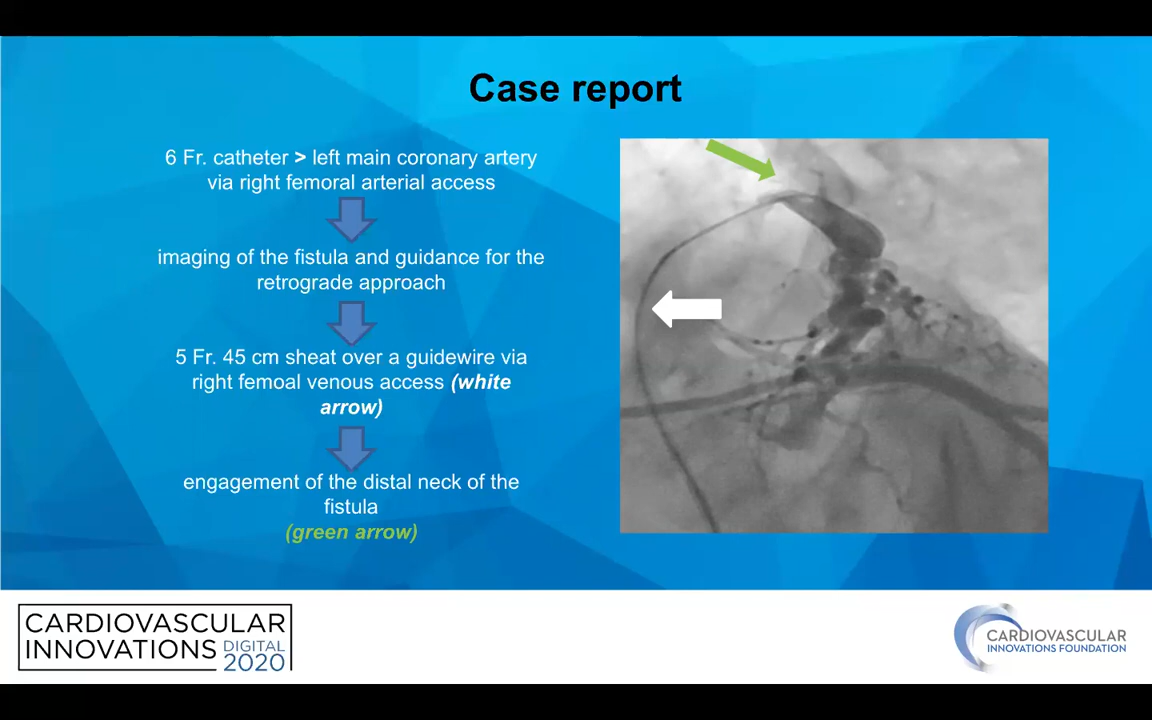 Case report
6 Fr. catheter > left main coronary artery
via right femoral arterial access
imaging of the fistula and guidance for the
retrograde approach
5 Fr. 45 cm sheat over a guidewire via
right femoal venous access (white
arrow)
engagement of the distal neck of the
fistula
(green arrow)
CARDIOVASCULAR
INNOVATIONS DIGITAL
2020
CARDIOVASCULAR
INNOVATIONS FOUNDATION